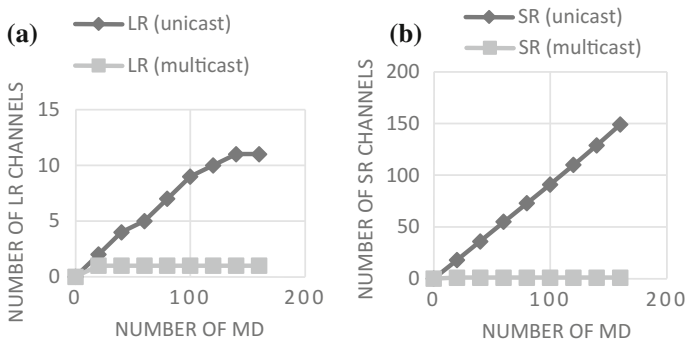 (a)
LR (unicast)
LR (multicast)
NUMBER OF LR CHANNELS
15
10
5
0
0
100
200
NUMBER OF MD
(b)
SR (unicast)
SR (multicast)
NUMBER OF SR CHANNELS
200
150
100
50
0
0
100
200
NUMBER OF MD